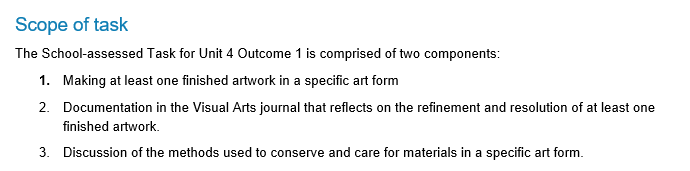 Scope of task
The School-assessed Task for Unit 4 Outcome 1 is comprised of two components:
1. Making at least one finished artwork in a specific art form
2. Documentation in the Visual Arts journal that reflects on the refinement and resolution of at least one
finished artwork.
3. Discussion of the methods used to conserve and care for materials in a specific art form.